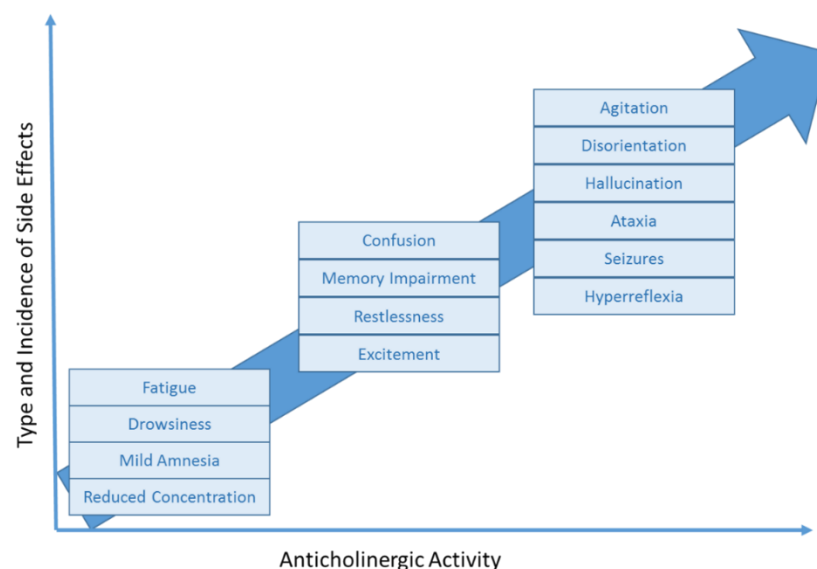 Type and Incidence of Side Effects
Agitation
Disorientation
Hallucination
Ataxia
Seizures
Hyperreflexia
Confusion
Memory Impairment
Restlessness
Excitement
Fatigue
Drowsiness
Mild Amnesia
Reduced Concentration
Anticholinergic Activity